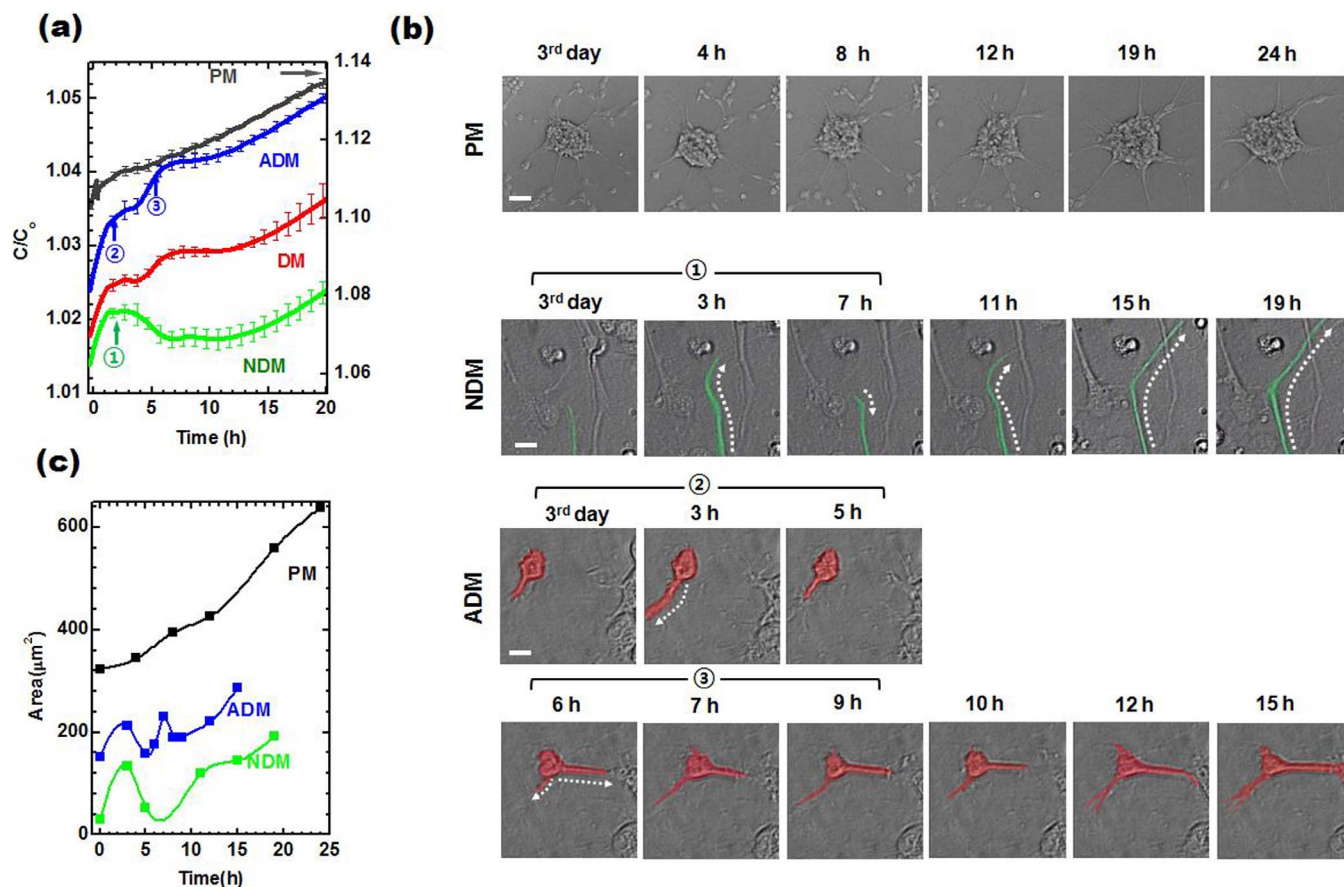 (a)
1.05
1.04
1.03
1.02
1.01
C/Co
1.14
1.12
1.10
1.08
1.06
PM
ADM
③
②
DM
①
NDM
0 5 10 15 20
Time (h)
(b)
3rd day 4 h 8 h 12 h 19 h 24 h
PM
①
3rd day 3 h 7 h 11 h 15 h 19 h
NDM
②
3rd day 3 h 5 h
ADM
③
6 h 7 h 9 h 10 h 12 h 15 h
(c)
600
400
200
0
Area(μm2)
PM
ADM
NDM
0 5 10 15 20 25
Time(h)